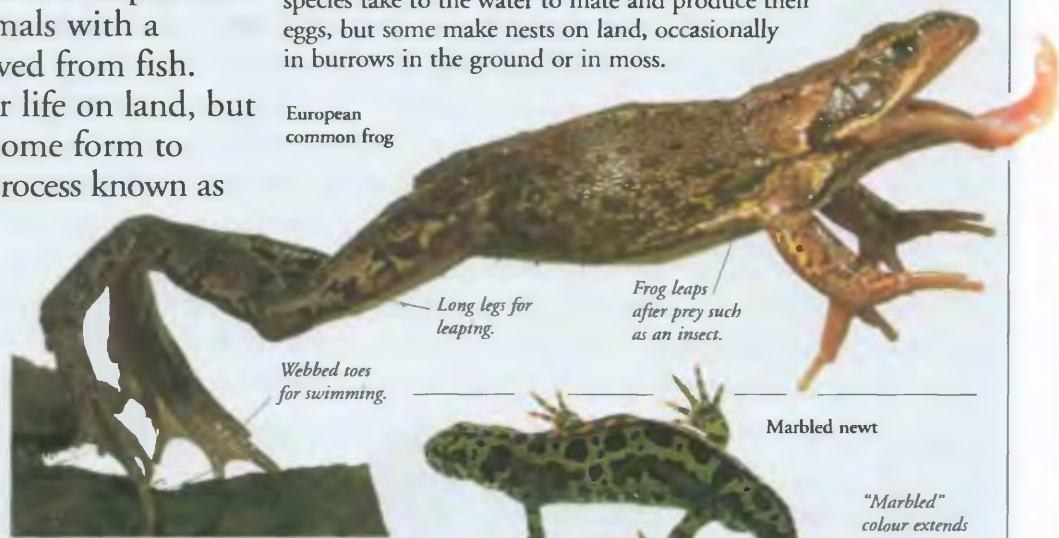 mals with a
ved from fish.
r life on land, but
ome form to
rocess known as
species take to the water to mate and produce their
eggs, but some make nests on land, occasionally
in burrows in the ground or in moss.
European
common frog
Long legs for
leaping.
Frog leaps
after prey such
as an insect.
Webbed toes
for swimming.
Marbled newt
"Marbled"
colour extends